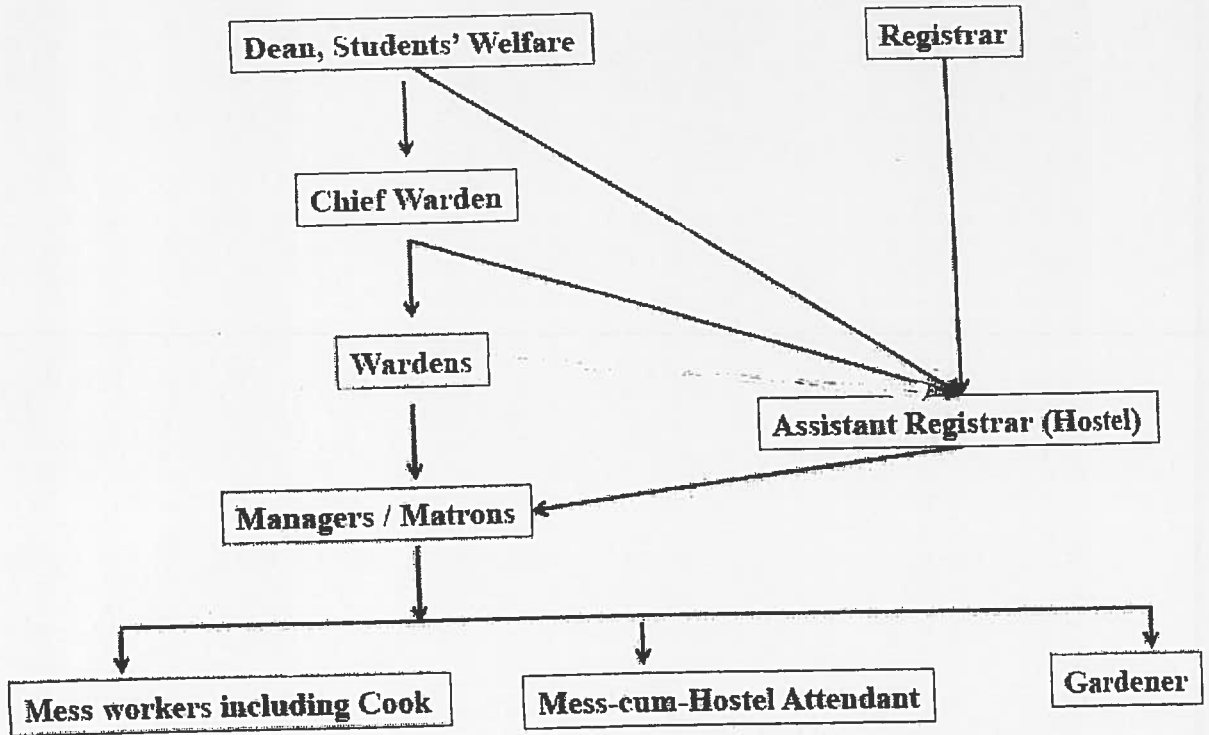 Dean, Students' Welfare
Registrar
Chief Warden
Wardens
Assistant Registrar (Hostel)
Managers / Matrons
Mess workers including Cook
Mess-cum-Hostel Attendant
Gardener